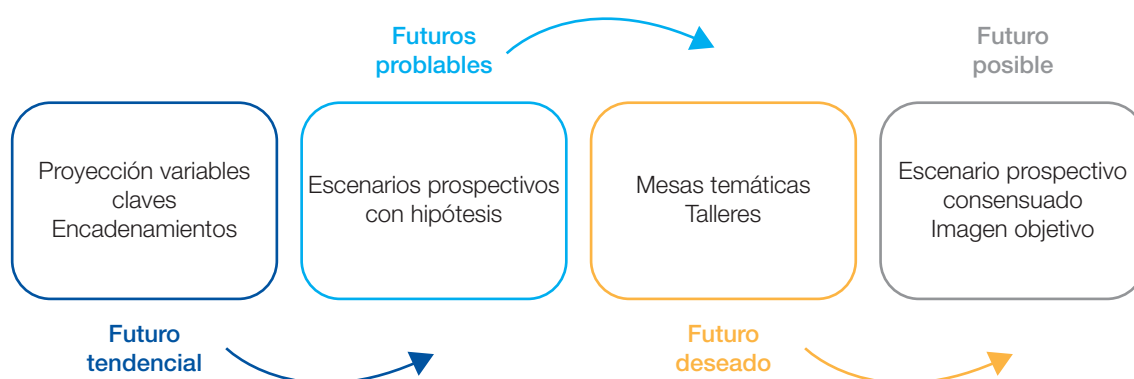 Futuros
problables
Futuro
posible
Proyección variables
claves
Encadenamientos
Escenarios prospectivos
con hipótesis
Mesas temáticas
Talleres
Escenario prospectivo
consensuado
Imagen objetivo
Futuro
tendencial
Futuro
deseado